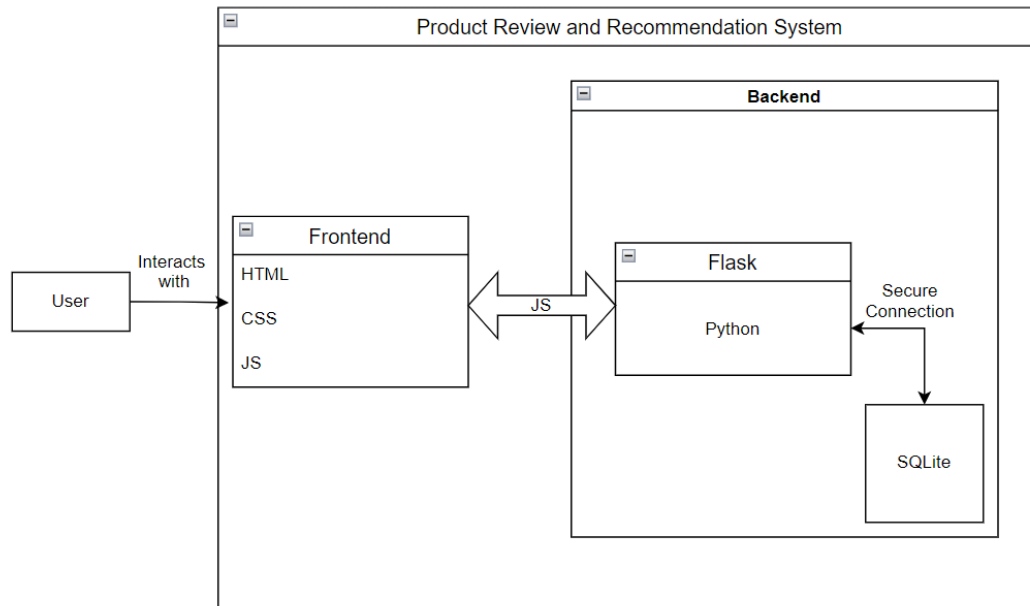 Product Review and Recommendation System
Backend
Frontend
HTML
CSS
JS
Interacts
with
User
JS
Flask
Python
Secure
Connection
SQLite